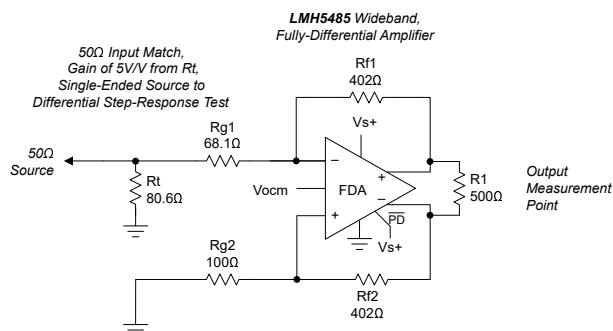 LMH5485 Wideband,
Fully-Differential Amplifier
50Ω Input Match,
Gain of 5V/V from Rt,
Single-Ended Source to
Differential Step-Response Test
Rf1
402Ω
Rg1
68.1Ω
Vs+
50Ω
Source
Rt
80.6Ω
Vocm
−
+
FDA
+
−
PD
Vs+
R1
500Ω
Output
Measurement
Point
Rg2
100Ω
Rf2
402Ω